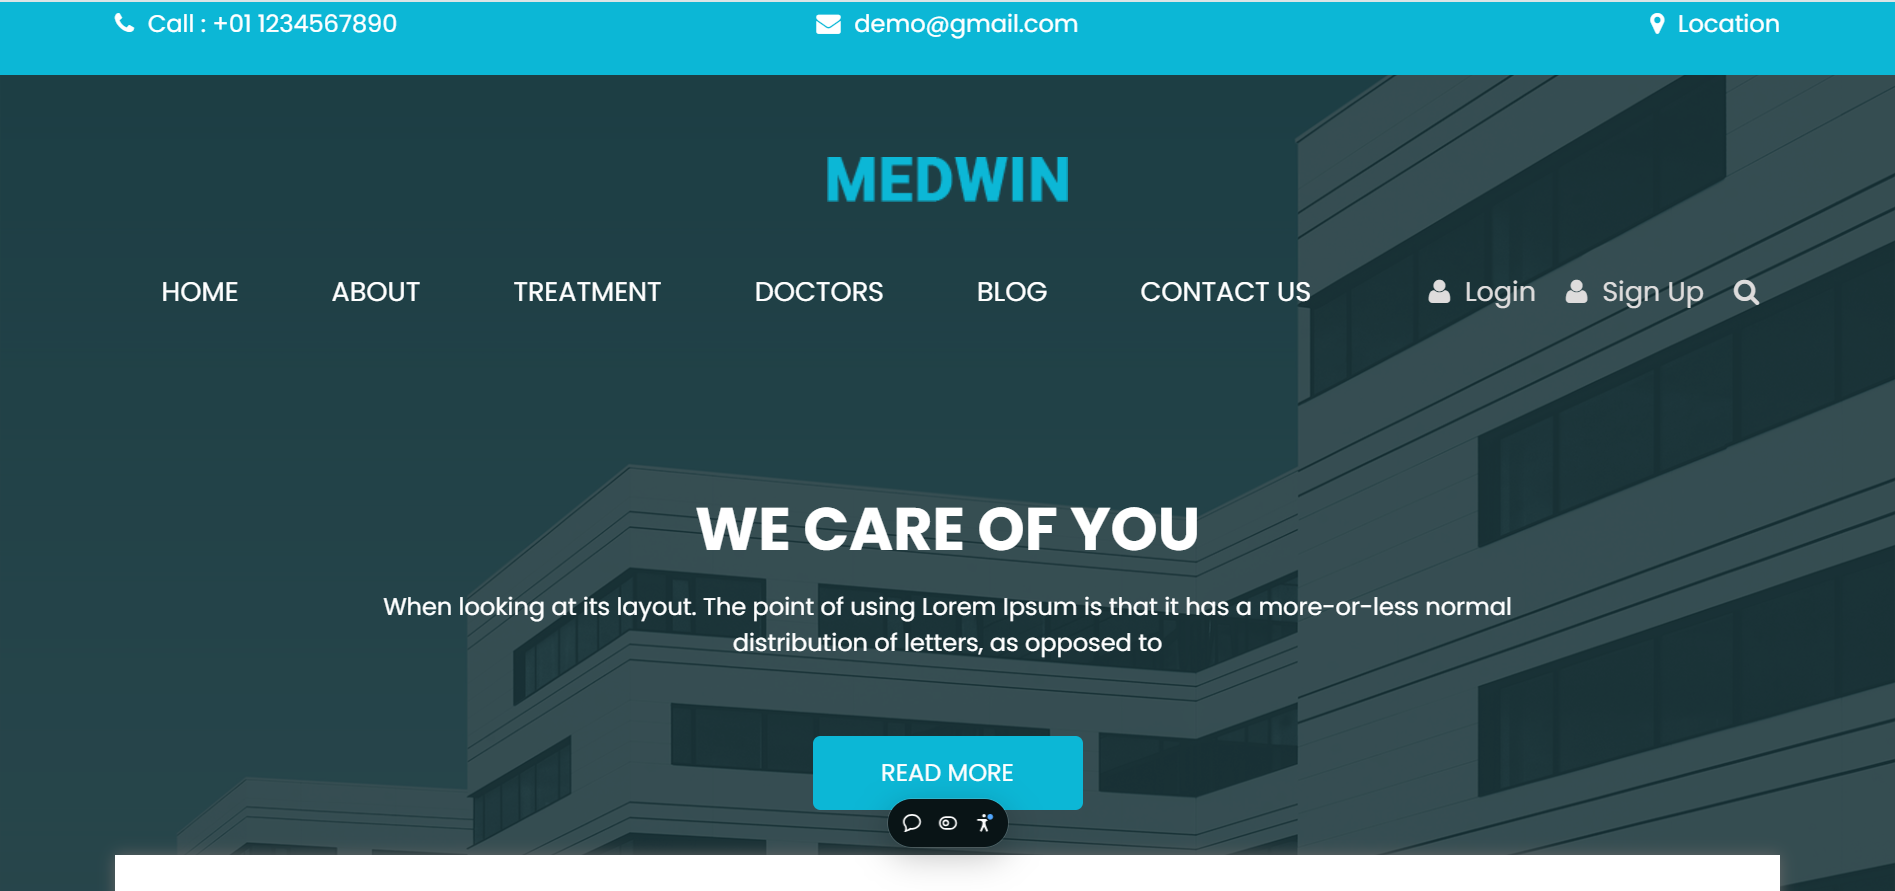 Call : +01 1234567890
demo@gmail.com
Location
MEDWIN
HOME
ABOUT
TREATMENT
DOCTORS
BLOG
CONTACT US
Login
Sign Up
WE CARE OF YOU
When looking at its layout. The point of using Lorem Ipsum is that it has a more-or-less normal
distribution of letters, as opposed to
READ MORE